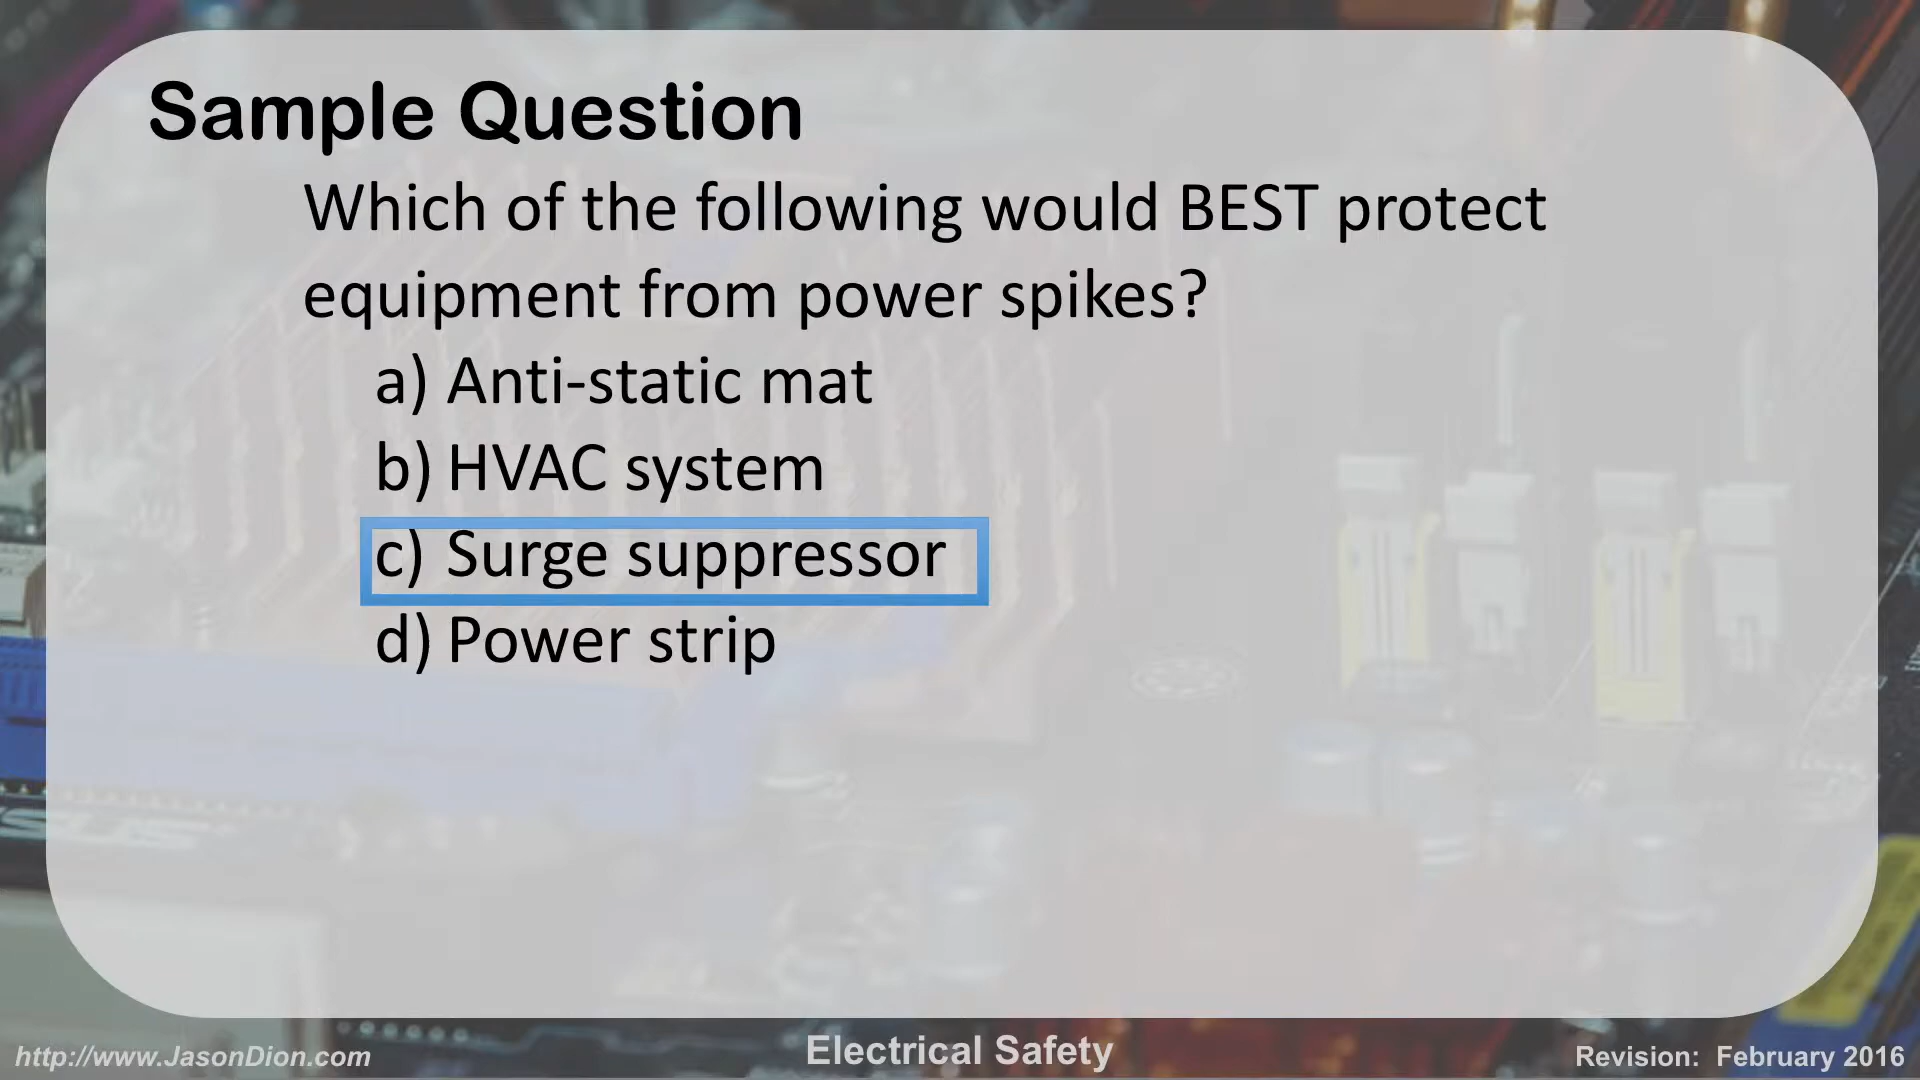 Sample Question
Which of the following would BEST protect
equipment from power spikes?
a) Anti-static mat
b) HVAC system
c) Surge suppressor
d) Power strip
http://www.JasonDion.com
Electrical Safety
Revision: February 2016